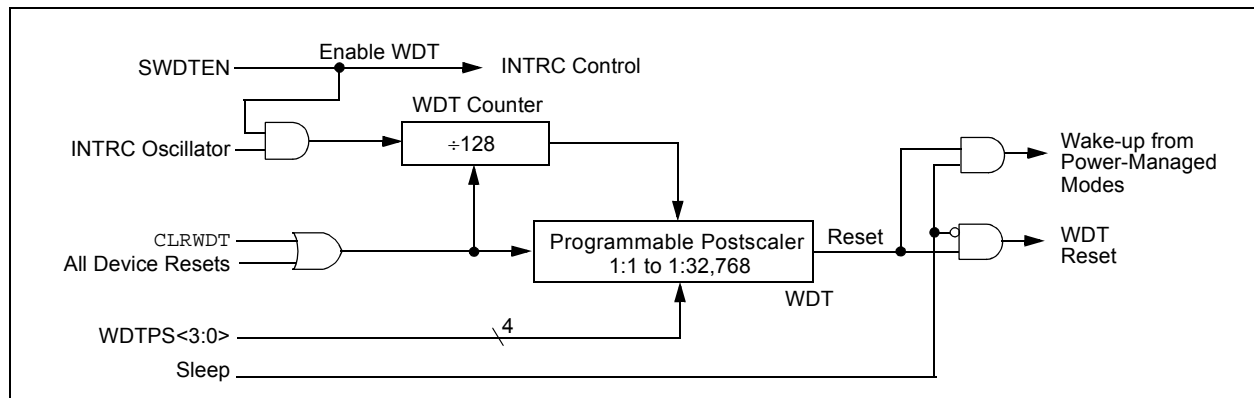 Enable WDT
SWDTEN
INTRC Control
WDT Counter
INTRC Oscillator
÷128
Wake-up from
Power-Managed
Modes
CLRWDT
All Device Resets
Programmable Postscaler
1:1 to 1:32,768
Reset
WDT
WDT
Reset
WDTPS<3:0>
4
Sleep